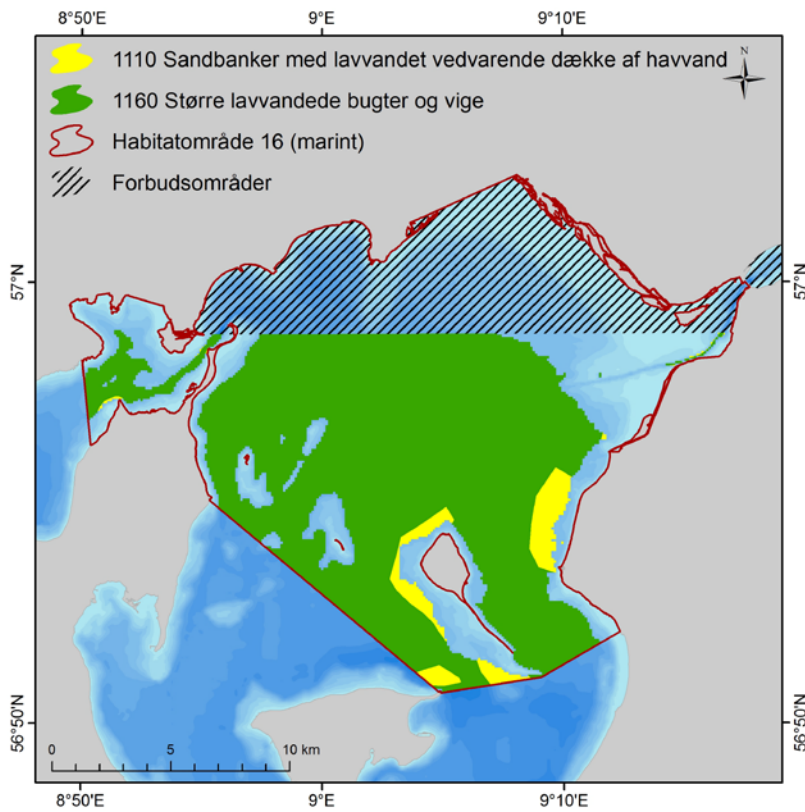 8°50'E 9°E 9°10'E
1110 Sandbanker med lavvandet vedvarende dække af havvand
N
1160 Større lavvandede bugter og vige
Habitatområde 16 (marint)
Forbudsområder
57°N 57°N
56°50'N 56°50'N
0 5 10 km
8°50'E 9°E 9°10'E